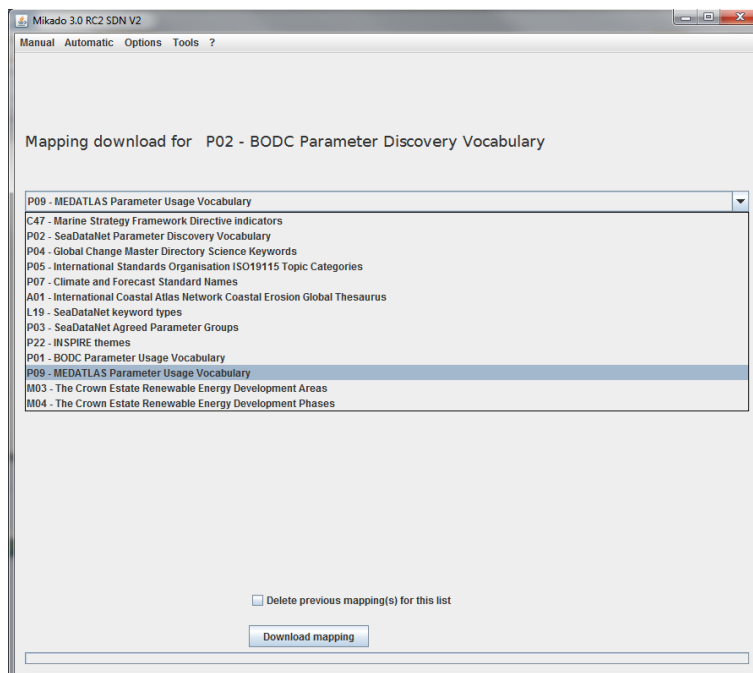 Mikado 3.0 RC2 SDN V2
Manual Automatic Options Tools ?
Mapping download for P02 - BODC Parameter Discovery Vocabulary
P09 - MEDATLAS Parameter Usage Vocabulary
C47 - Marine Strategy Framework Directive indicators
P02 - SeaDataNet Parameter Discovery Vocabulary
P04 - Global Change Master Directory Science Keywords
P05 - International Standards Organisation ISO19115 Topic Categories
P07 - Climate and Forecast Standard Names
A01 - International Coastal Atlas Network Coastal Erosion Global Thesaurus
L19 - SeaDataNet keyword types
P03 - SeaDataNet Agreed Parameter Groups
P22 - INSPIRE themes
P01 - BODC Parameter Usage Vocabulary
P09 - MEDATLAS Parameter Usage Vocabulary
M03 - The Crown Estate Renewable Energy Development Areas
M04 - The Crown Estate Renewable Energy Development Phases
Delete previous mapping(s) for this list
Download mapping